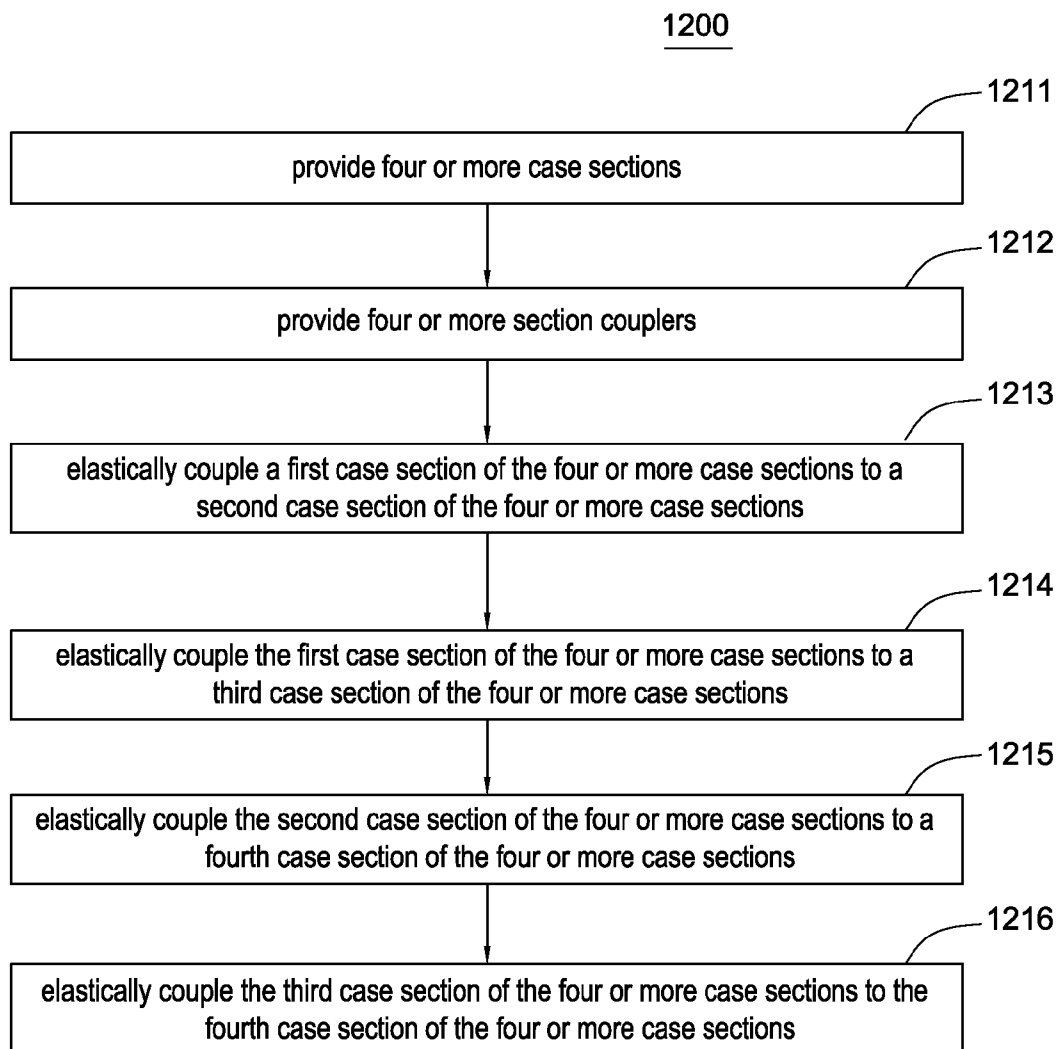 1200
1211
provide four or more case sections
1212
provide four or more section couplers
1213
elastically couple a first case section of the four or more case sections to a
second case section of the four or more case sections
1214
elastically couple the first case section of the four or more case sections to a
third case section of the four or more case sections
1215
elastically couple the second case section of the four or more case sections to a
fourth case section of the four or more case sections
1216
elastically couple the third case section of the four or more case sections to the
fourth case section of the four or more case sections